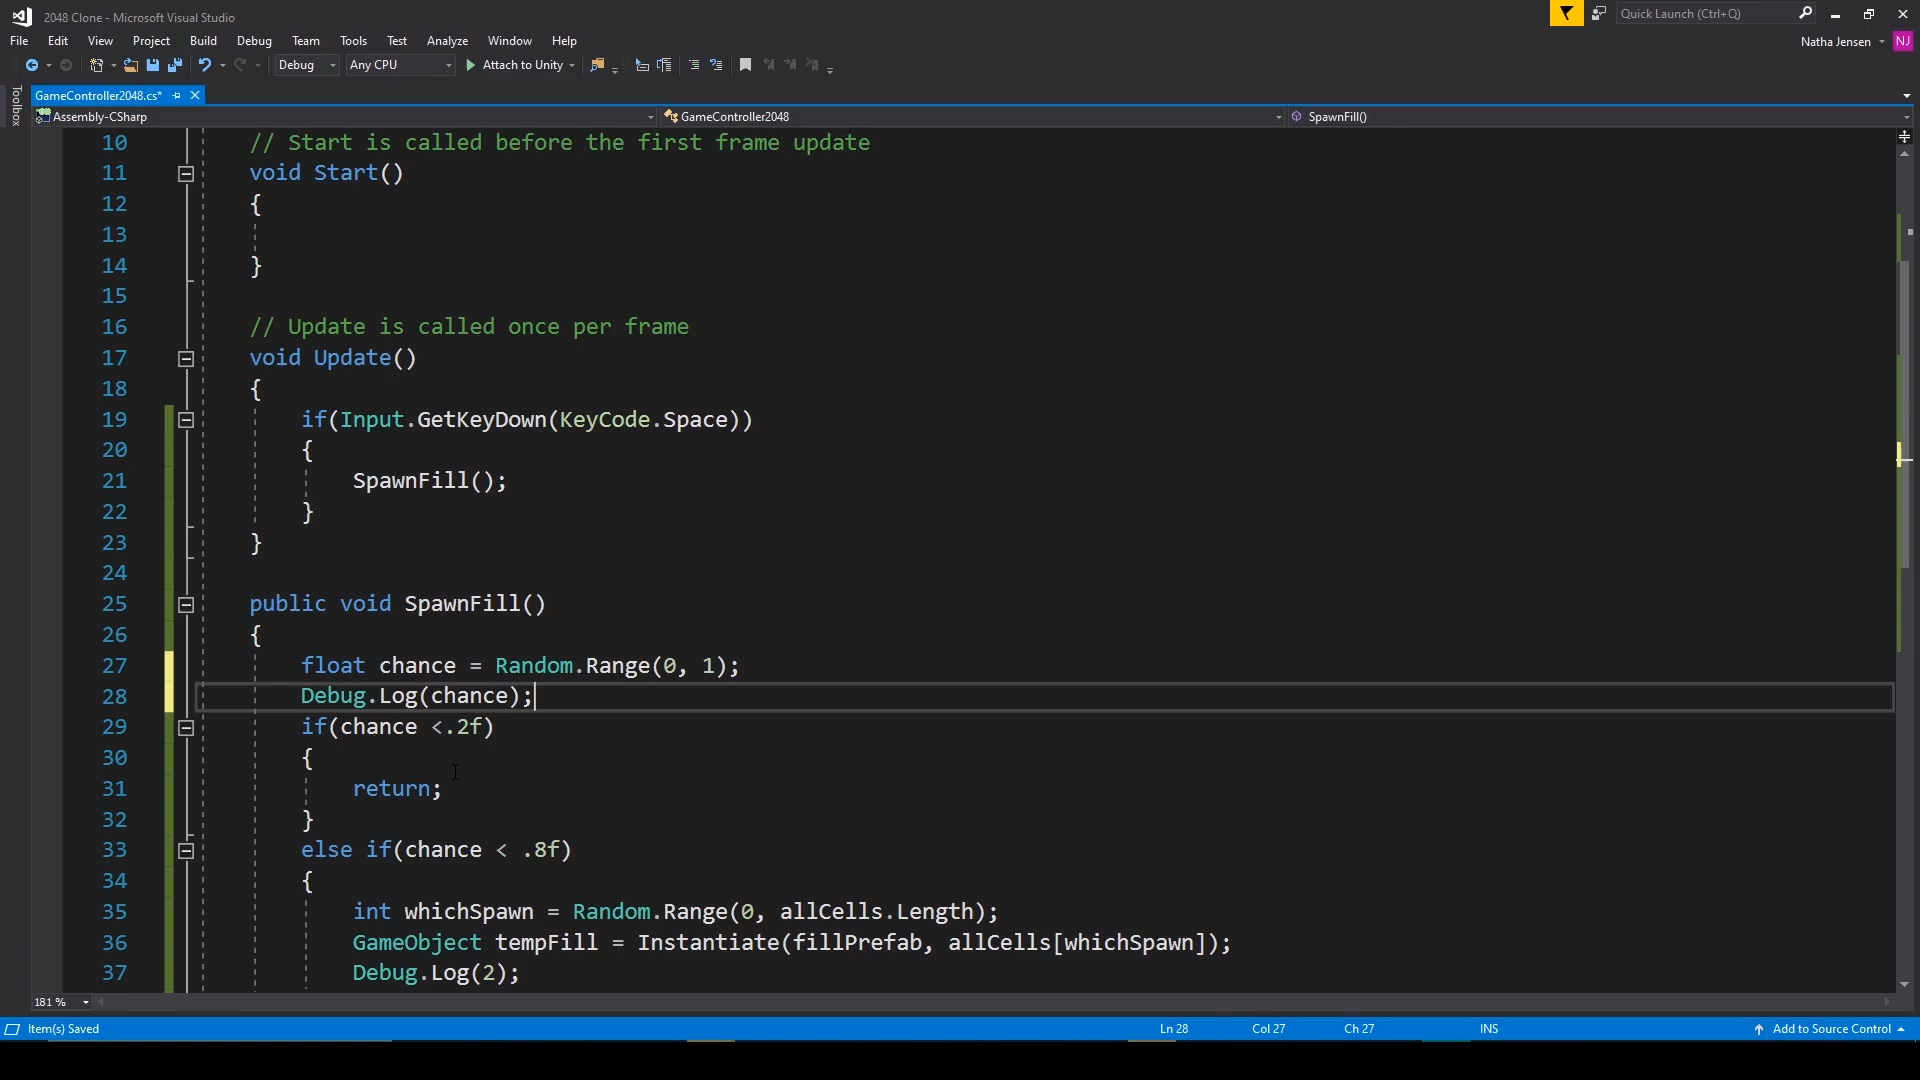 2048 Clone - Microsoft Visual Studio
Quick Launch (Ctrl+Q)
File Edit View Project Build Debug Team Tools Test Analyze Window Help
Natha Jensen NJ
Debug Any CPU Attach to Unity
Toolbox
GameController2048.cs*
Assembly-CSharp GameController2048 SpawnFill()
10 // Start is called before the first frame update
11 void Start()
12 {
13
14 }
15
16 // Update is called once per frame
17 void Update()
18 {
19 if(Input.GetKeyDown(KeyCode.Space))
20 {
21 SpawnFill();
22 }
23 }
24
25 public void SpawnFill()
26 {
27 float chance = Random.Range(0, 1);
28 Debug.Log(chance);
29 if(chance <.2f)
30 {
31 return;
32 }
33 else if(chance < .8f)
34 {
35 int whichSpawn = Random.Range(0, allCells.Length);
36 GameObject tempFill = Instantiate(fillPrefab, allCells[whichSpawn]);
37 Debug.Log(2);
181 %
Item(s) Saved Ln 28 Col 27 Ch 27 INS Add to Source Control